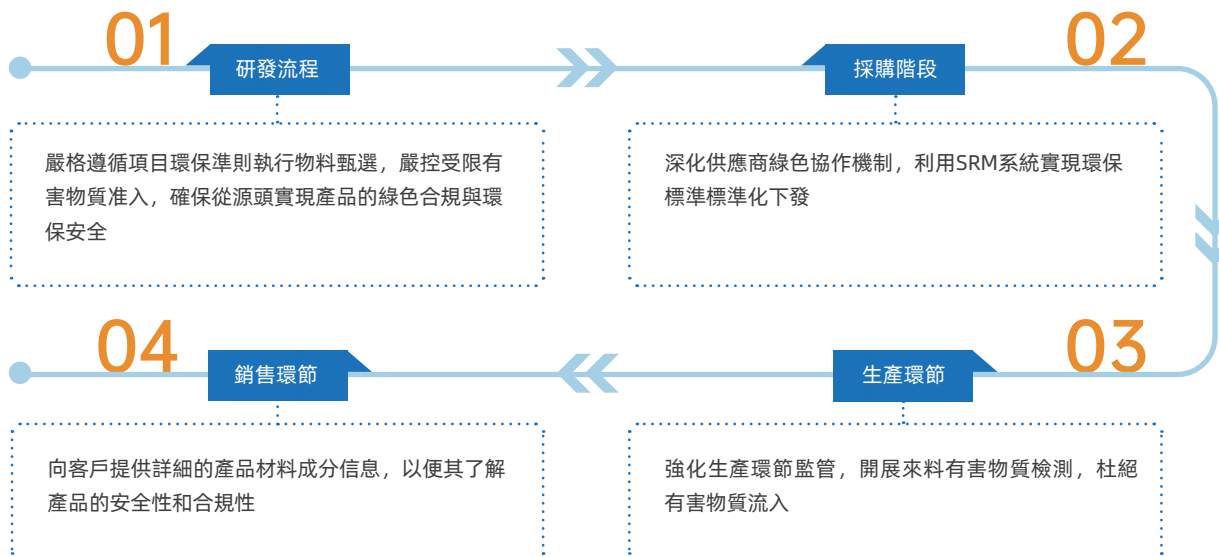 01
研發流程
嚴格遵循項目環保準則執行物料甄選，嚴控受限有
害物質准入，確保從源頭實現產品的綠色合規與環
保安全
02
採購階段
深化供應商綠色協作機制，利用SRM系統實現環保
標準標準化下發
03
生產環節
強化生產環節監管，開展來料有害物質檢測，杜絕
有害物質流入
04
銷售環節
向客戶提供詳細的產品材料成分信息，以便其了解
產品的安全性和合規性